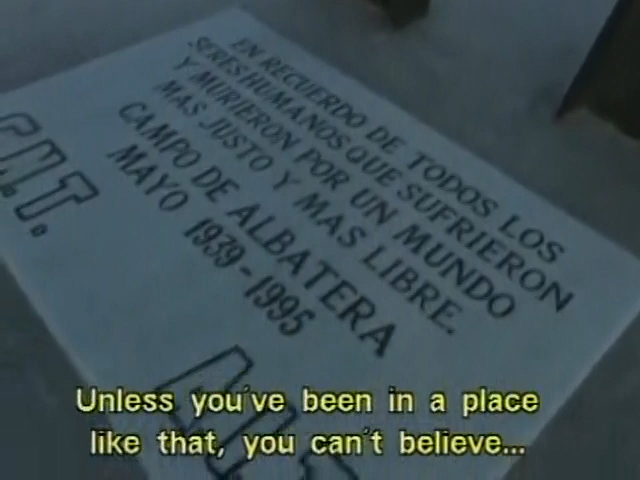 EN RECUERDO DE TODOS LOS
SERES HUMANOS QUE SUFRIERON
Y MURIERON POR UN MUNDO
MAS JUSTO Y MAS LIBRE.
CAMPO DE ALBATERA
MAYO 1939-1995
C.N.T.
Unless you've been in a place
like that, you can't believe...